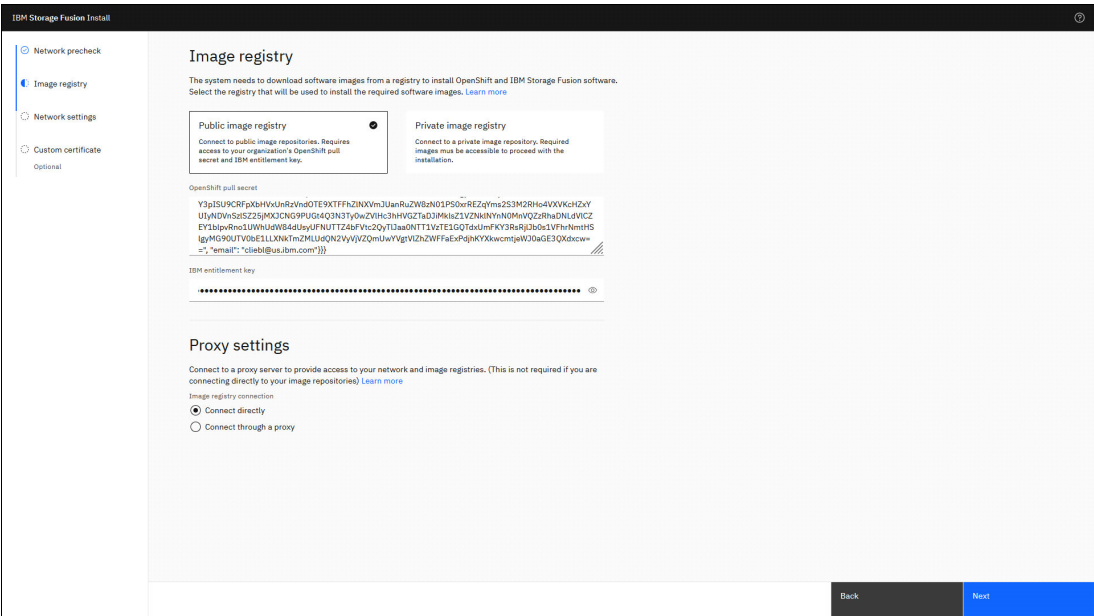 IBM Storage Fusion Install
Network precheck
Image registry
Network settings
Custom certificate
Optional
Image registry
The system needs to download software images from a registry to install OpenShift and IBM Storage Fusion software.
Select the registry that will be used to install the required software images. Learn more
Public image registry
Connect to public image repositories. Requires
access to your organization's OpenShift pull
secret and IBM entitlement key.
Private image registry
Connect to a private image repository. Required
images mus be accessible to proceed with the
installation.
OpenShift pull secret
=", "email": "cliebl@us.ibm.com"}}}
IBM entitlement key
Proxy settings
Connect to a proxy server to provide access to your network and image registries. (This is not required if you are
connecting directly to your image repositories) Learn more
Image registry connection
Connect directly
Connect through a proxy
Back
Next